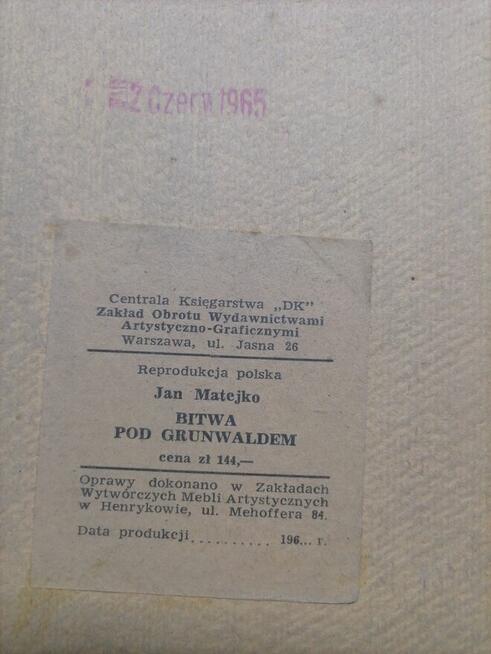 2 Czerw 1965
Centrala Księgarstwa „DK”
Zakład Obrotu Wydawnictwami
Artystyczno-Graficznymi
Warszawa, ul. Jasna 26
Reprodukcja polska
Jan Matejko
BITWA
POD GRUNWALDEM
cena zł 144,—
Oprawy dokonano w Zakładach
Wytwórczych Mebli Artystycznych
w Henrykowie, ul. Mehoffera 84.
Data produkcji.......... 196... r.